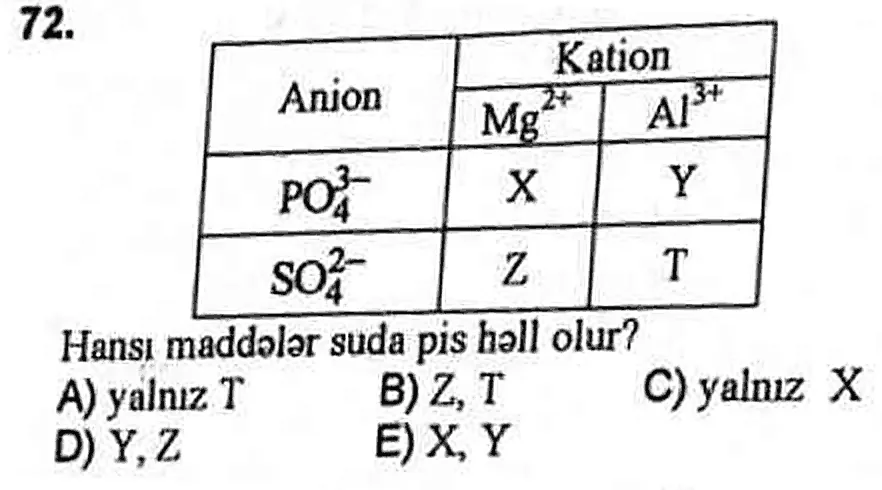 72.
Anion Kation
Mg²⁺ Al³⁺
PO₄³⁻ X Y
SO₄²⁻ Z T
Hansı maddələr suda pis həll olur?
A) yalnız T B) Z, T C) yalnız X
D) Y, Z E) X, Y